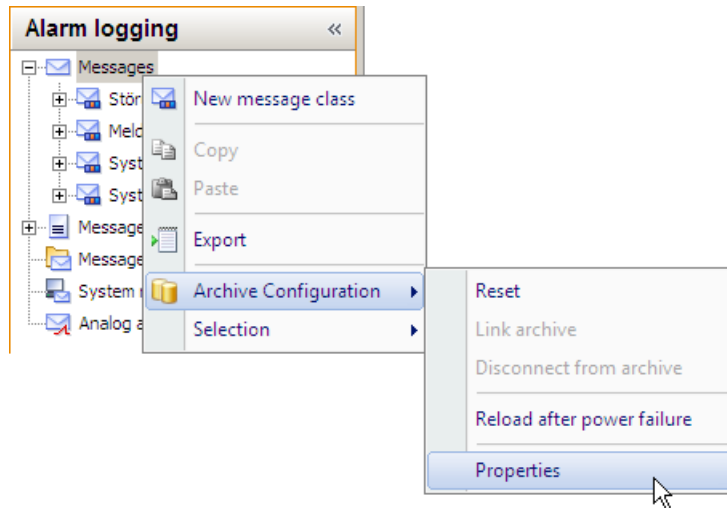 Alarm logging
Messages
Stör
New message class
Meld
Copy
Syst
Paste
Syst
Message
Export
Message
System
Archive Configuration
Reset
Analog a
Selection
Link archive
Disconnect from archive
Reload after power failure
Properties